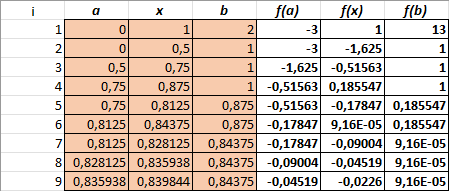 i a x b f(a) f(x) f(b)
1 0 1 2 -3 1 13
2 0 0,5 1 -3 -1,625 1
3 0,5 0,75 1 -1,625 -0,51563 1
4 0,75 0,875 1 -0,51563 0,185547 1
5 0,75 0,8125 0,875 -0,51563 -0,17847 0,185547
6 0,8125 0,84375 0,875 -0,17847 9,16E-05 0,185547
7 0,8125 0,828125 0,84375 -0,17847 -0,09004 9,16E-05
8 0,828125 0,835938 0,84375 -0,09004 -0,04519 9,16E-05
9 0,835938 0,839844 0,84375 -0,04519 -0,0226 9,16E-05